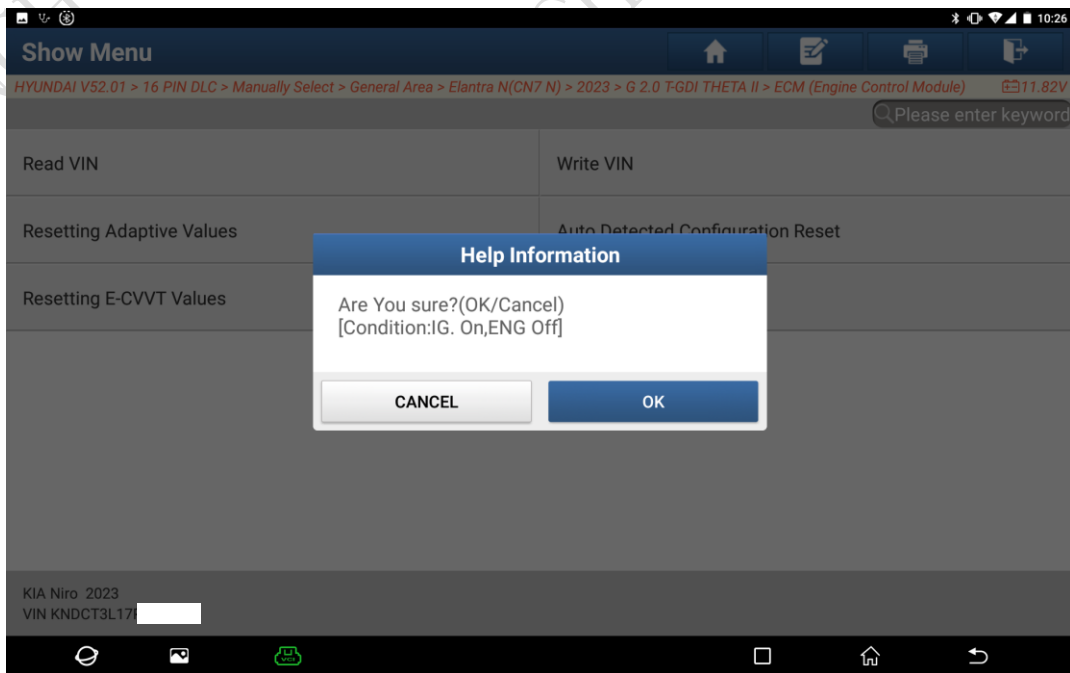 10:26
Show Menu
HYUNDAI V52.01 > 16 PIN DLC > Manually Select > General Area > Elantra N(CN7 N) > 2023 > G 2.0 T-GDI THETA II > ECM (Engine Control Module) 11.82V
Please enter keyword
Read VIN
Write VIN
Resetting Adaptive Values
Auto Detected Configuration Reset
Resetting E-CVVT Values
Help Information
Are You sure?(OK/Cancel)
[Condition:IG. On,ENG Off]
CANCEL
OK
KIA Niro 2023
VIN KNDCT3L17
VCI